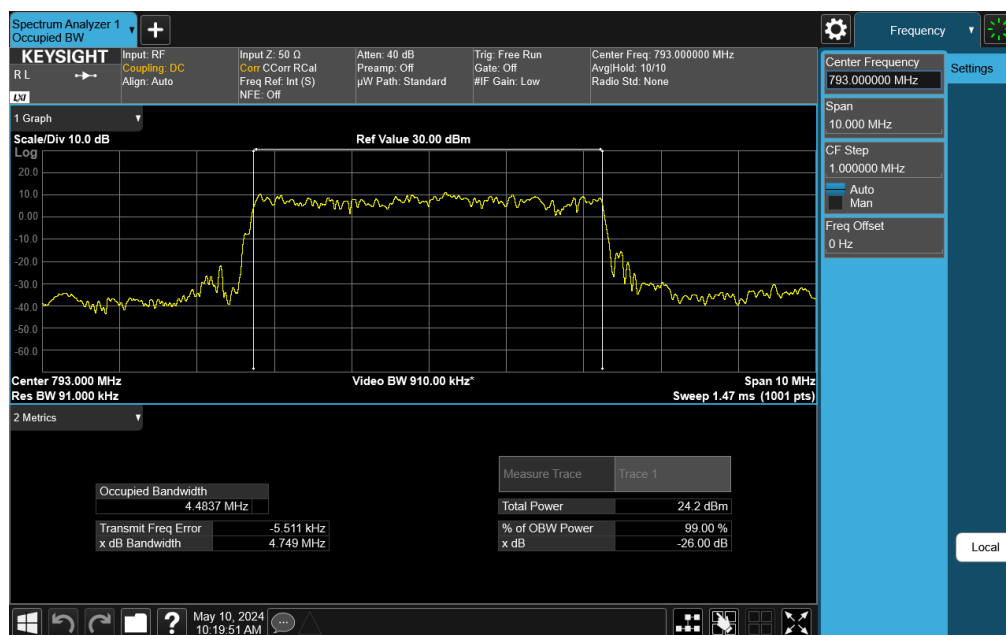 Spectrum Analyzer 1
Occupied BW
Frequency
KEYSIGHT
R L
LXI
Input: RF
Coupling: DC
Align: Auto
Input Z: 50 Ω
Corr CCorr RCal
Freq Ref: Int (S)
NFE: Off
Atten: 40 dB
Preamp: Off
µW Path: Standard
Trig: Free Run
Gate: Off
#IF Gain: Low
Center Freq: 793.000000 MHz
Avg|Hold: 10/10
Radio Std: None
Center Frequency
793.000000 MHz
Settings
Span
10.000 MHz
CF Step
1.000000 MHz
Auto
Man
Freq Offset
0 Hz
Local
1 Graph
Scale/Div 10.0 dB
Ref Value 30.00 dBm
Log
20.0
10.0
0.00
-10.0
-20.0
-30.0
-40.0
-50.0
-60.0
Center 793.000 MHz
Video BW 910.00 kHz*
Span 10 MHz
Res BW 91.000 kHz
Sweep 1.47 ms (1001 pts)
2 Metrics
Measure Trace
Trace 1
Occupied Bandwidth
4.4837 MHz
Total Power
24.2 dBm
Transmit Freq Error
-5.511 kHz
% of OBW Power
99.00 %
x dB Bandwidth
4.749 MHz
x dB
-26.00 dB
?
May 10, 2024
10:19:51 AM